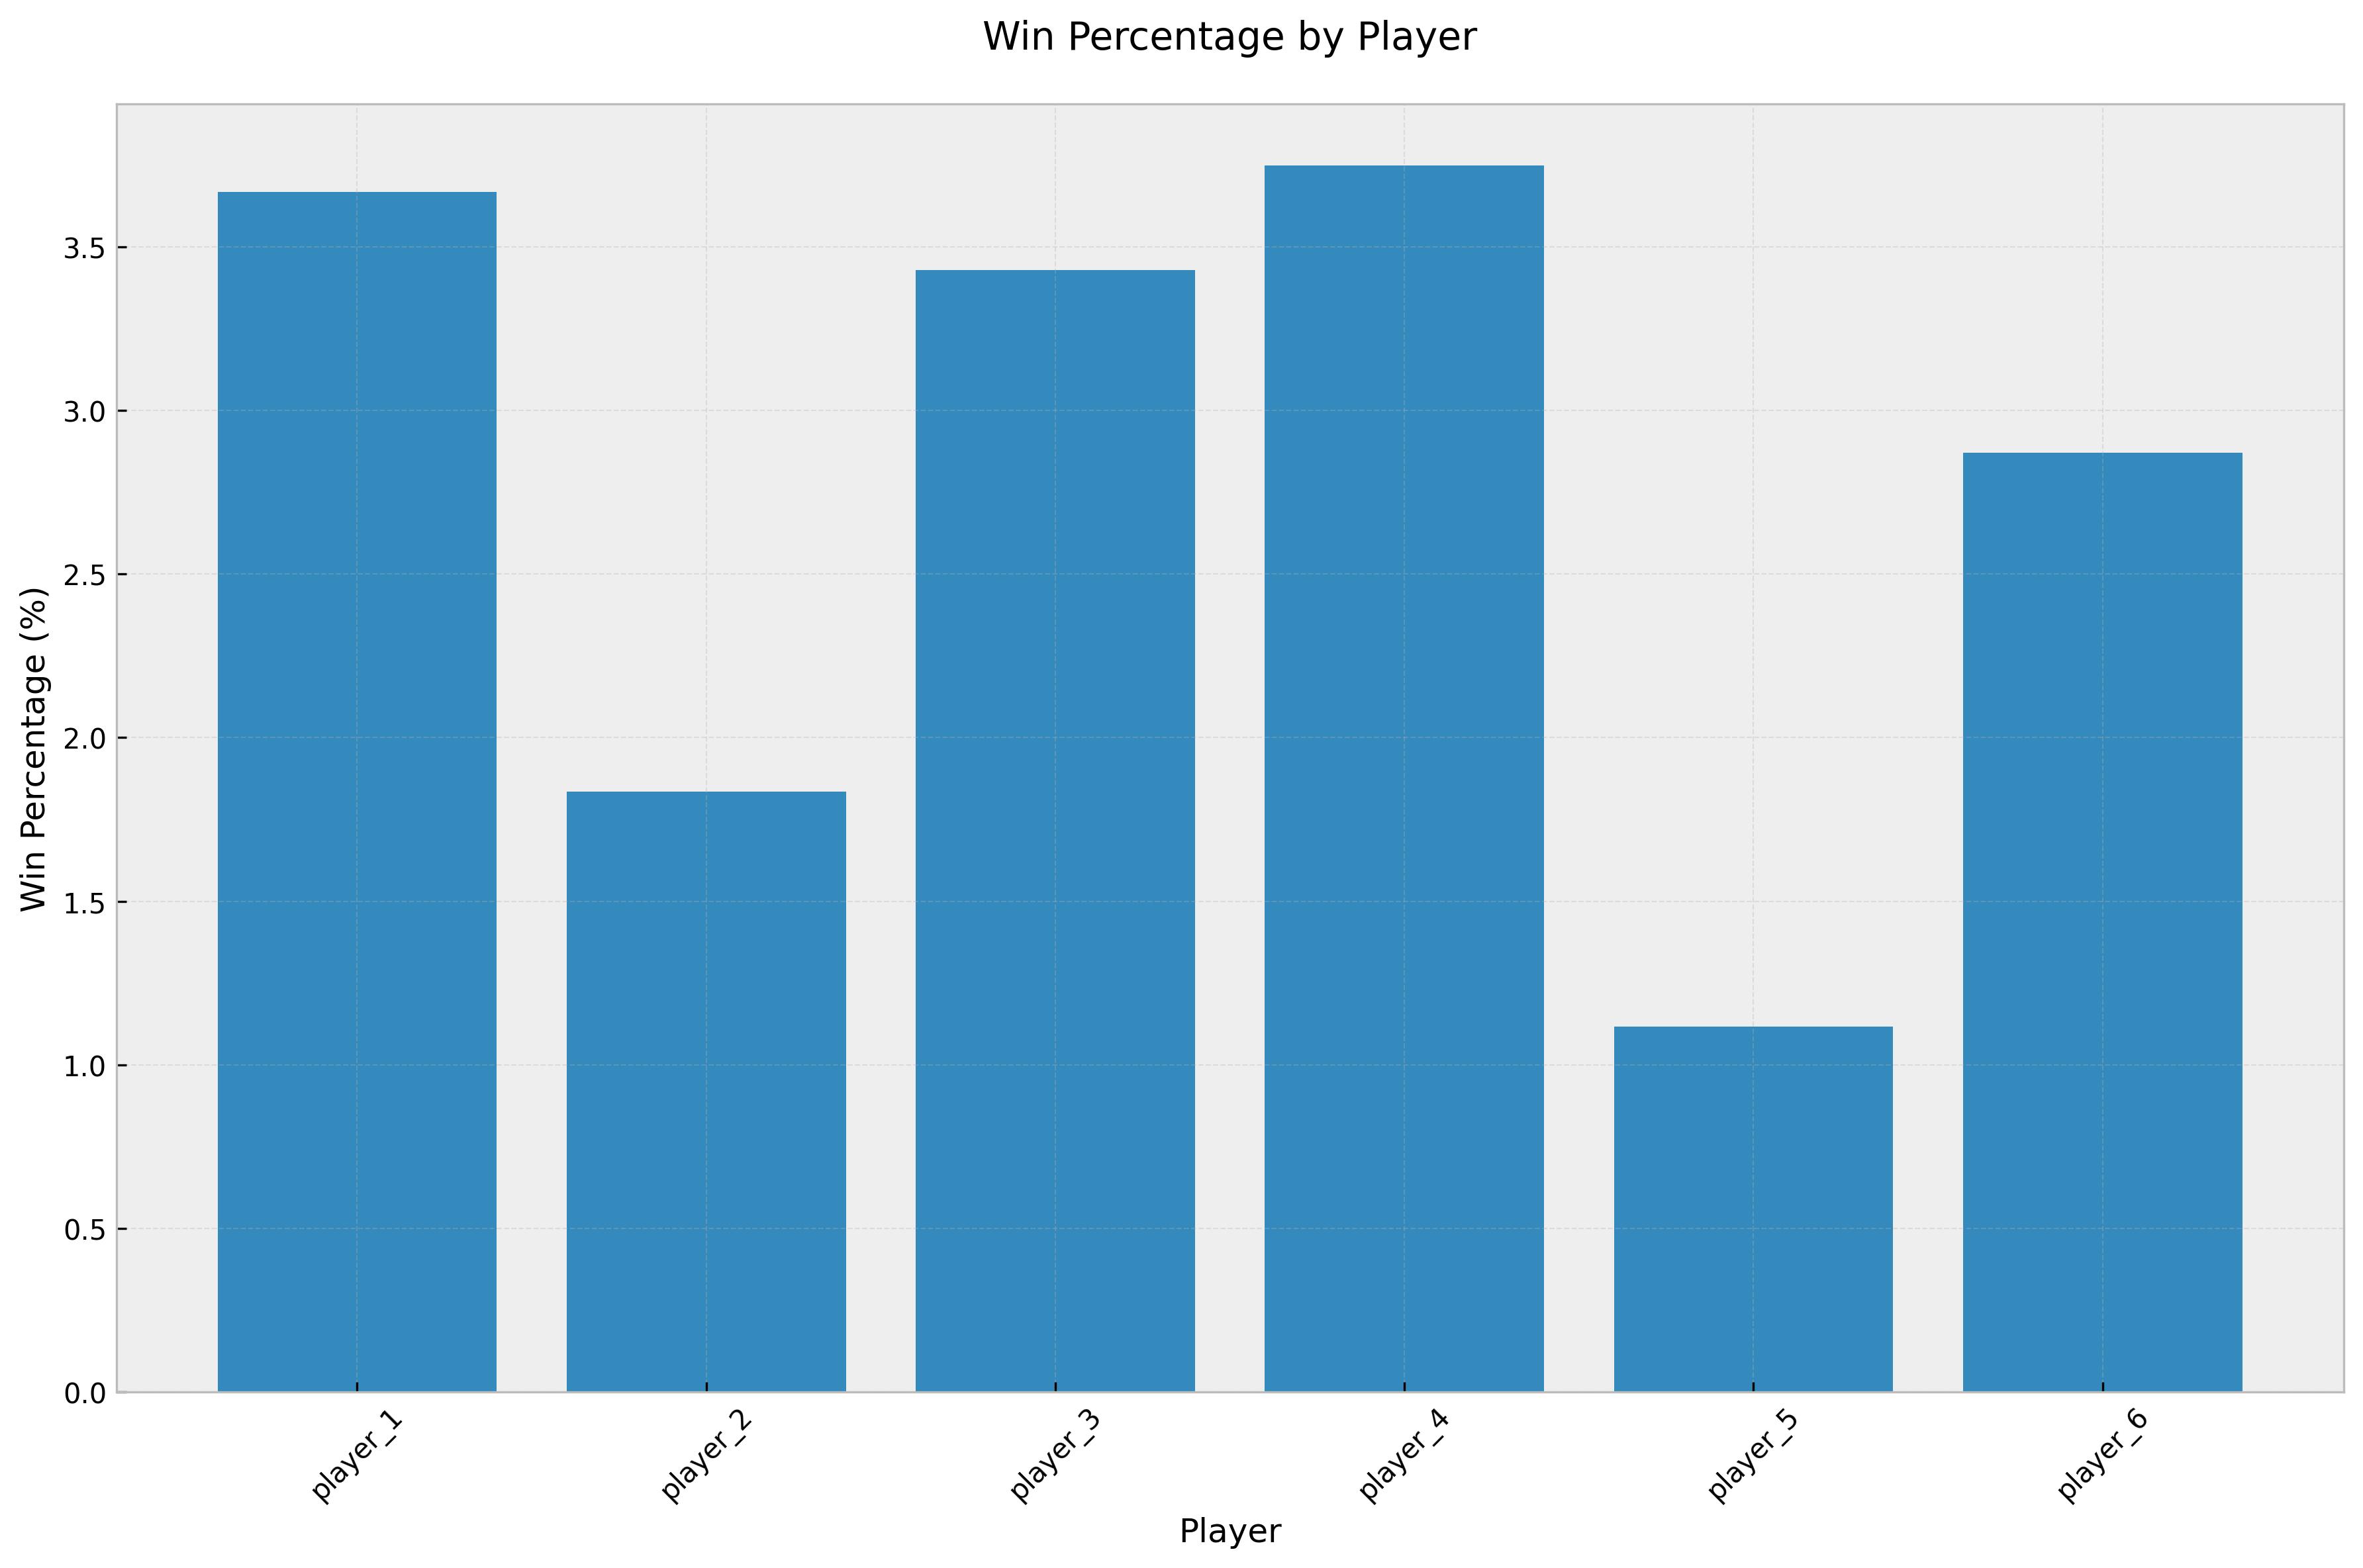 Win Percentage by Player
Win Percentage (%)
3.5
3.0
2.5
2.0
1.5
1.0
0.5
0.0
player_1
player_2
player_3
player_4
player_5
player_6
Player